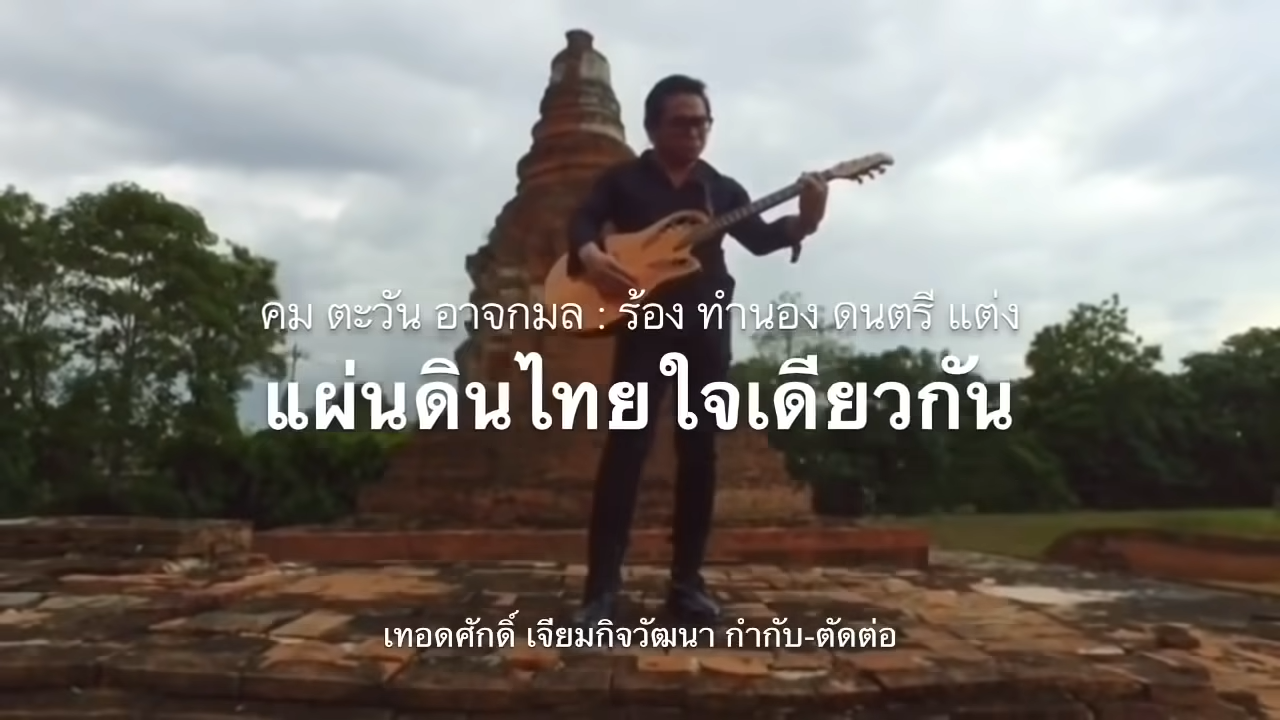 คม ตะวัน อาจกมล : ร้อง ทำนอง ดนตรี แต่ง
แผ่นดินไทย ใจเดียวกัน
เทอดศักดิ์ เจียมกิจวัฒนา กำกับ-ตัดต่อ